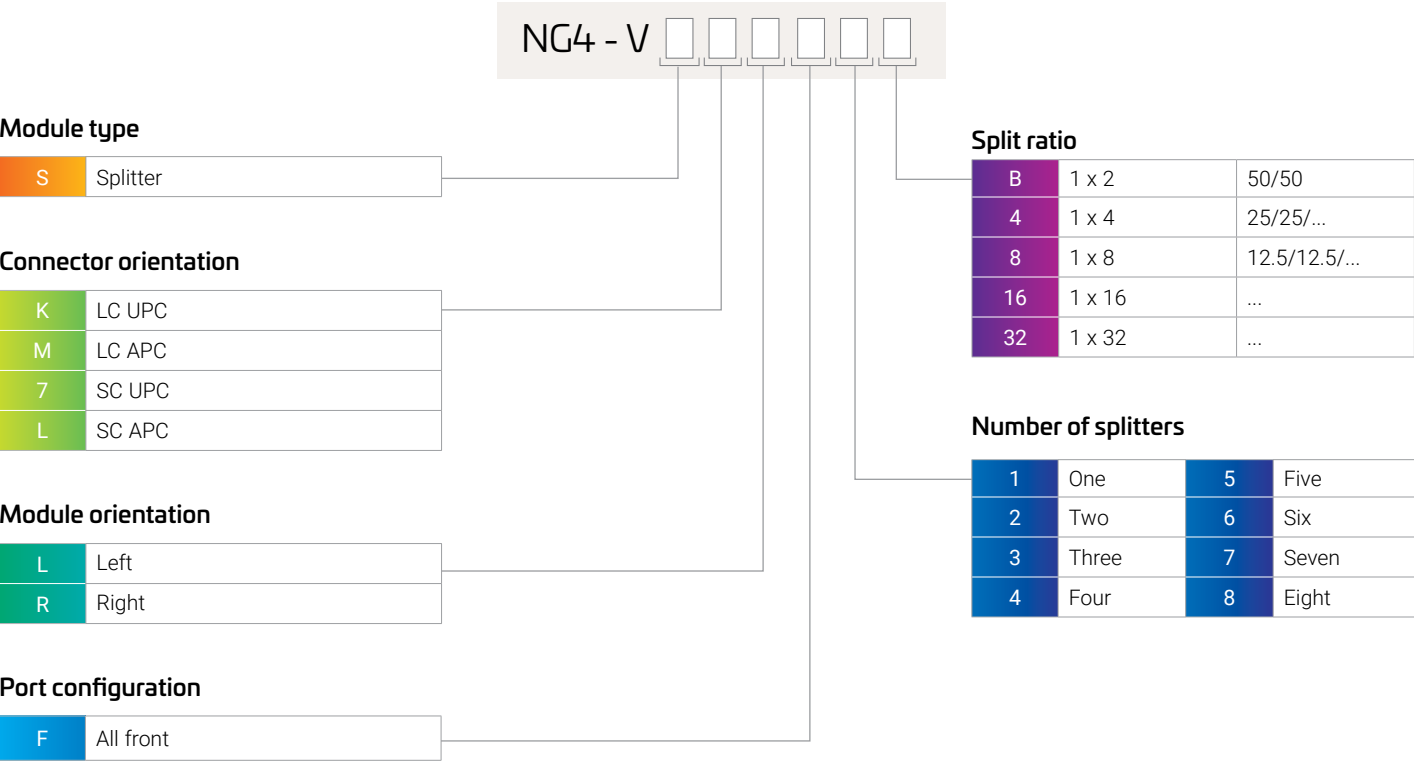 NG4 - V
Module type
S Splitter
Connector orientation
K LC UPC
M LC APC
7 SC UPC
L SC APC
Module orientation
L Left
R Right
Port configuration
F All front
Split ratio
B 1 x 2 50/50
4 1 x 4 25/25/...
8 1 x 8 12.5/12.5/...
16 1 x 16 ...
32 1 x 32 ...
Number of splitters
1 One 5 Five
2 Two 6 Six
3 Three 7 Seven
4 Four 8 Eight